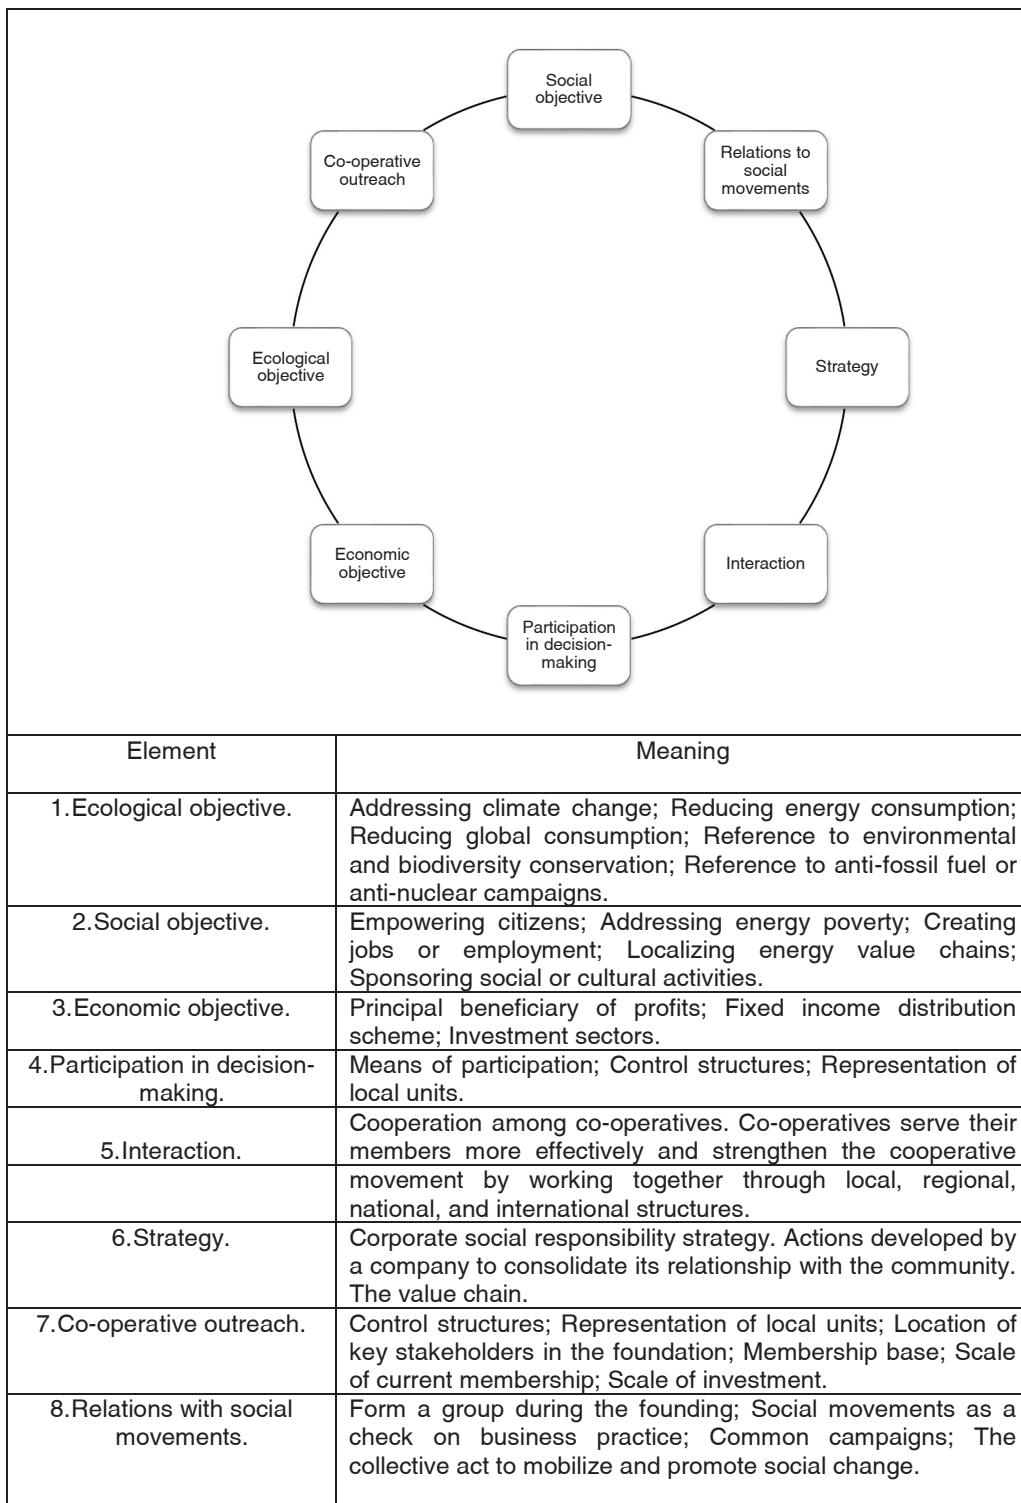 Social
objective
Co-operative
outreach
Relations to
social
movements
Ecological
objective
Strategy
Economic
objective
Interaction
Participation
in decision-
making
Element
Meaning
1.Ecological objective.
Addressing climate change; Reducing energy consumption;
Reducing global consumption; Reference to environmental
and biodiversity conservation; Reference to anti-fossil fuel or
anti-nuclear campaigns.
2.Social objective.
Empowering citizens; Addressing energy poverty; Creating
jobs or employment; Localizing energy value chains;
Sponsoring social or cultural activities.
3.Economic objective.
Principal beneficiary of profits; Fixed income distribution
scheme; Investment sectors.
4.Participation in decision-
making.
Means of participation; Control structures; Representation of
local units.
5.Interaction.
Cooperation among co-operatives. Co-operatives serve their
members more effectively and strengthen the cooperative
movement by working together through local, regional,
national, and international structures.
6.Strategy.
Corporate social responsibility strategy. Actions developed by
a company to consolidate its relationship with the community.
The value chain.
7.Co-operative outreach.
Control structures; Representation of local units; Location of
key stakeholders in the foundation; Membership base; Scale
of current membership; Scale of investment.
8.Relations with social
movements.
Form a group during the founding; Social movements as a
check on business practice; Common campaigns; The
collective act to mobilize and promote social change.